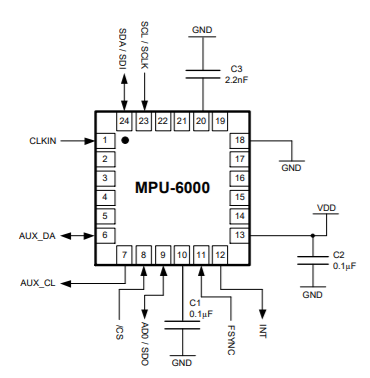 GND
SDA / SDI
SCL / SCLK
C3
2.2nF
24 23 22 21 20 19
CLKIN
1
18
GND
2
17
3
MPU-6000
16
4
15
5
14
VDD
AUX_DA
6
13
7 8 9 10 11 12
C2
0.1µF
GND
AUX_CL
/CS
AD0 / SDO
C1
0.1µF
GND
FSYNC
INT